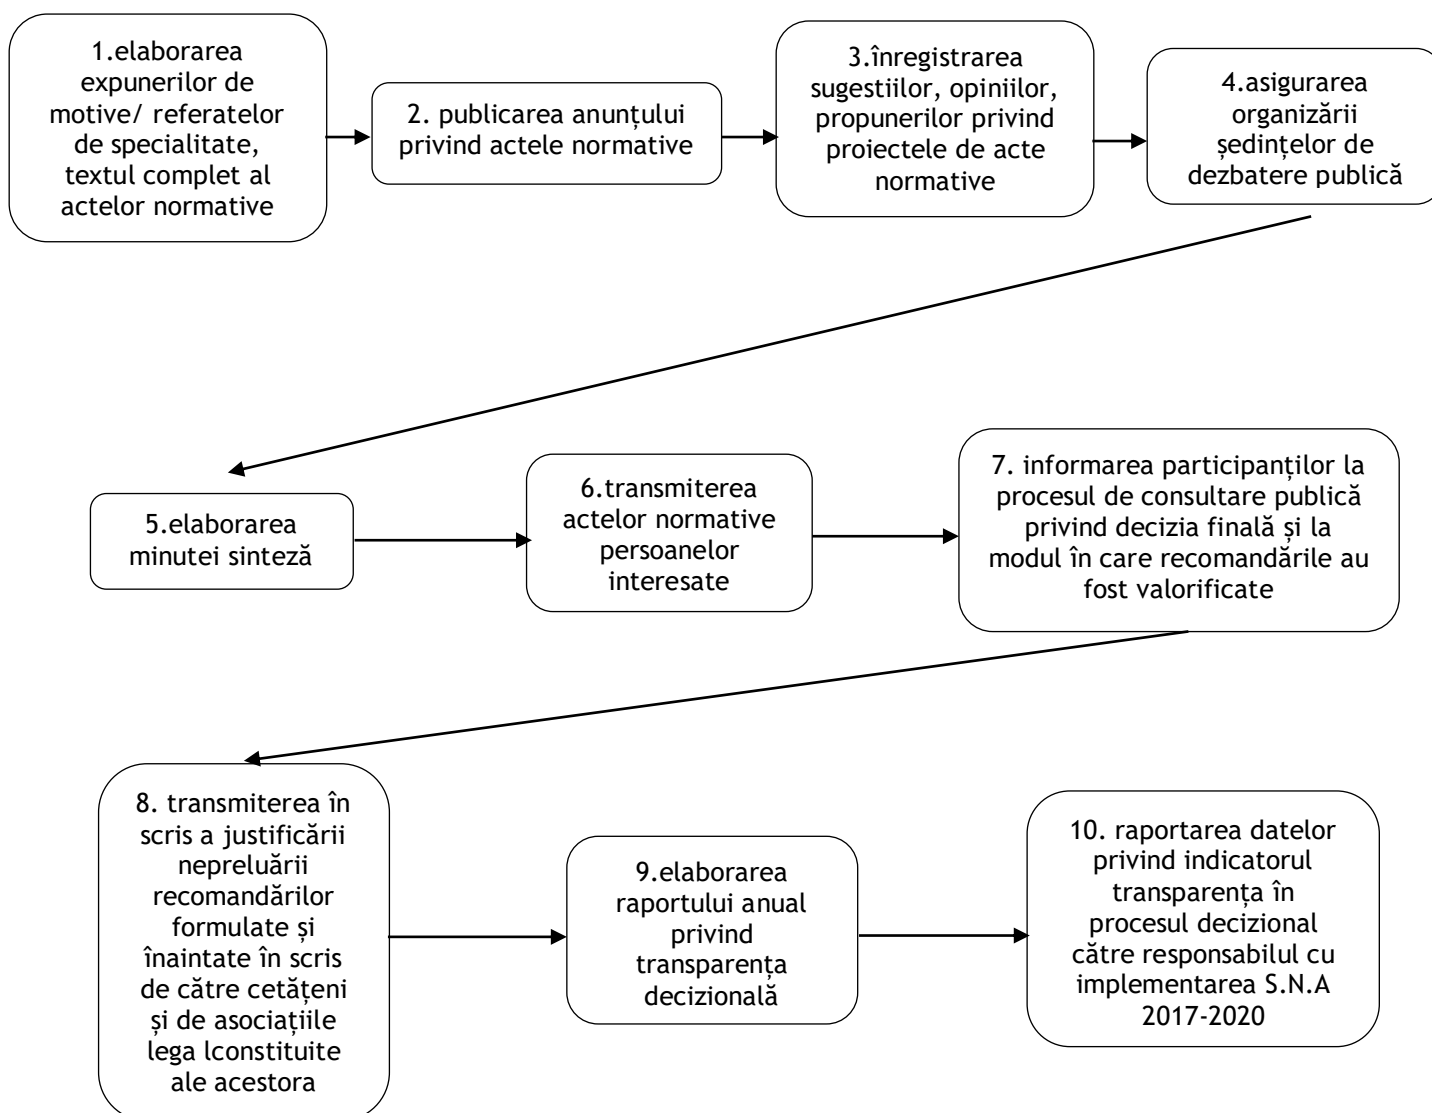 1.elaborarea
expunerilor de
motive/ referatelor
de specialitate,
textul complet al
actelor normative
2. publicarea anunțului
privind actele normative
3.înregistrarea
sugestiilor, opiniilor,
propunerilor privind
proiectele de acte
normative
4.asigurarea
organizării
ședințelor de
dezbatere publică
5.elaborarea
minutei sinteză
6.transmiterea
actelor normative
persoanelor
interesate
7. informarea participanților la
procesul de consultare publică
privind decizia finală și la
modul în care recomandările au
fost valorificate
8. transmiterea în
scris a justificării
nepreluării
recomandărilor
formulate și
înaintate în scris
de către cetățeni
și de asociațiile
lega lconstituite
ale acestora
9.elaborarea
raportului anual
privind
transparența
decizională
10. raportarea datelor
privind indicatorul
transparența în
procesul decizional
către responsabilul cu
implementarea S.N.A
2017-2020